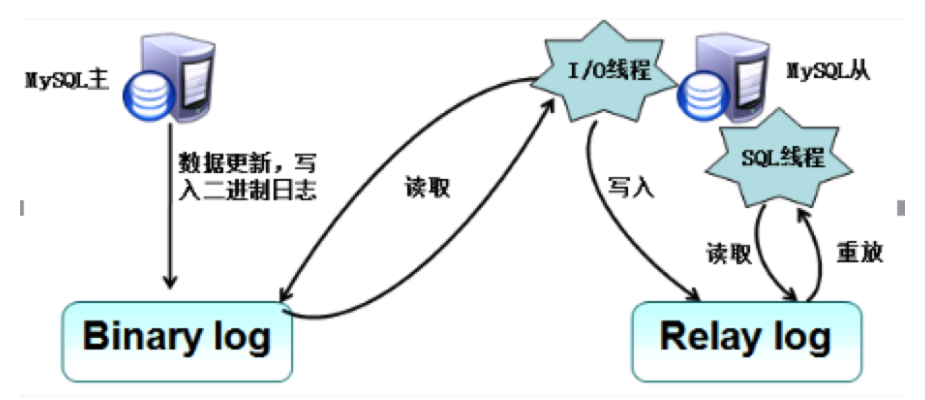 MySQL主
I/O线程
MySQL从
数据更新，写
入二进制日志
读取
写入
SQL线程
读取
重放
Binary log
Relay log